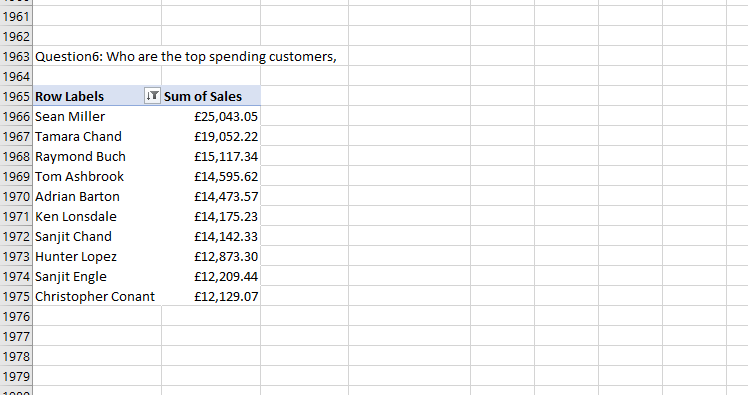 1961
1962
1963 Question6: Who are the top spending customers,
1964
1965 Row Labels Sum of Sales
1966 Sean Miller £25,043.05
1967 Tamara Chand £19,052.22
1968 Raymond Buch £15,117.34
1969 Tom Ashbrook £14,595.62
1970 Adrian Barton £14,473.57
1971 Ken Lonsdale £14,175.23
1972 Sanjit Chand £14,142.33
1973 Hunter Lopez £12,873.30
1974 Sanjit Engle £12,209.44
1975 Christopher Conant £12,129.07
1976
1977
1978
1979